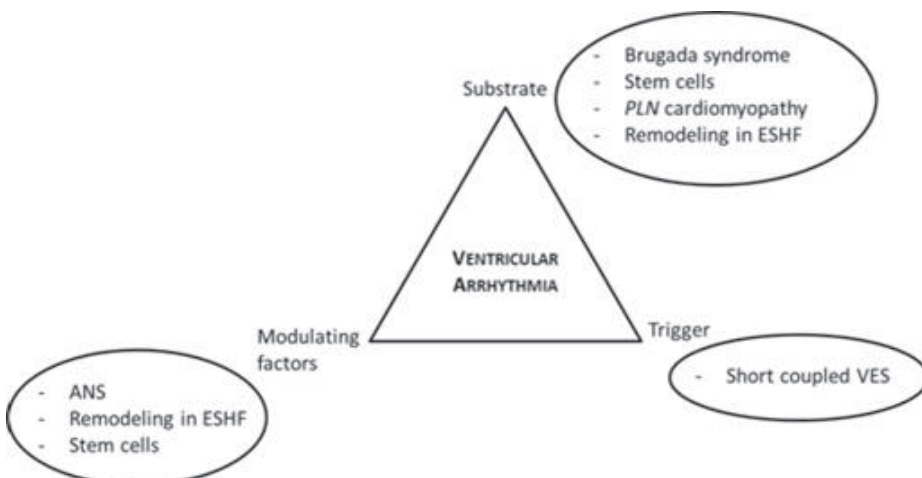 Substrate
- Brugada syndrome
- Stem cells
- PLN cardiomyopathy
- Remodeling in ESHF
VENTRICULAR
ARRHYTHMIA
Modulating
factors
- ANS
- Remodeling in ESHF
- Stem cells
Trigger
- Short coupled VES